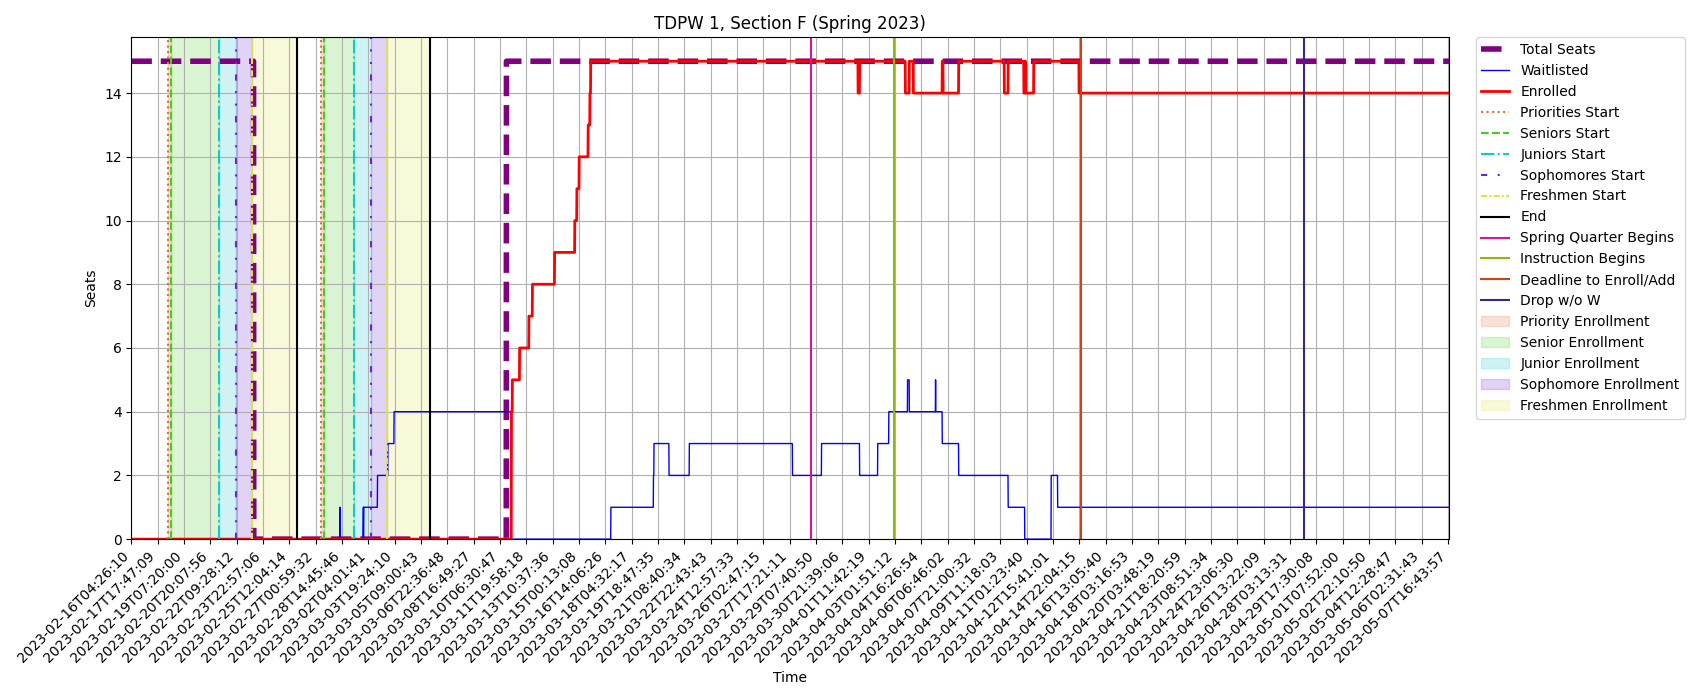 TDPW 1, Section F (Spring 2023)
Seats
14
12
10
8
6
4
2
0
2023-02-16T04:26:10
2023-02-17T17:47:09
2023-02-19T07:20:00
2023-02-20T20:07:56
2023-02-22T09:28:12
2023-02-23T22:57:06
2023-02-25T12:04:14
2023-02-27T00:59:32
2023-02-28T14:45:46
2023-03-02T04:01:41
2023-03-03T19:24:10
2023-03-05T09:00:43
2023-03-06T22:36:48
2023-03-08T16:49:27
2023-03-10T06:30:47
2023-03-11T19:58:18
2023-03-13T10:37:36
2023-03-15T00:13:08
2023-03-16T14:06:26
2023-03-18T04:32:17
2023-03-19T18:47:35
2023-03-21T08:40:34
2023-03-22T22:43:43
2023-03-24T12:57:33
2023-03-26T02:47:15
2023-03-27T17:21:11
2023-03-29T07:40:50
2023-03-30T21:39:06
2023-04-01T11:42:19
2023-04-03T01:51:12
2023-04-04T16:26:54
2023-04-06T06:46:02
2023-04-07T21:00:32
2023-04-09T11:18:03
2023-04-11T01:23:40
2023-04-12T15:41:01
2023-04-14T22:04:15
2023-04-16T13:05:40
2023-04-18T03:16:53
2023-04-20T03:48:19
2023-04-21T18:20:59
2023-04-23T08:51:34
2023-04-24T23:06:30
2023-04-26T13:22:09
2023-04-28T03:13:31
2023-04-29T17:30:08
2023-05-01T07:52:00
2023-05-02T22:10:50
2023-05-04T12:28:47
2023-05-06T02:31:43
2023-05-07T16:43:57
Time
Total Seats
Waitlisted
Enrolled
Priorities Start
Seniors Start
Juniors Start
Sophomores Start
Freshmen Start
End
Spring Quarter Begins
Instruction Begins
Deadline to Enroll/Add
Drop w/o W
Priority Enrollment
Senior Enrollment
Junior Enrollment
Sophomore Enrollment
Freshmen Enrollment